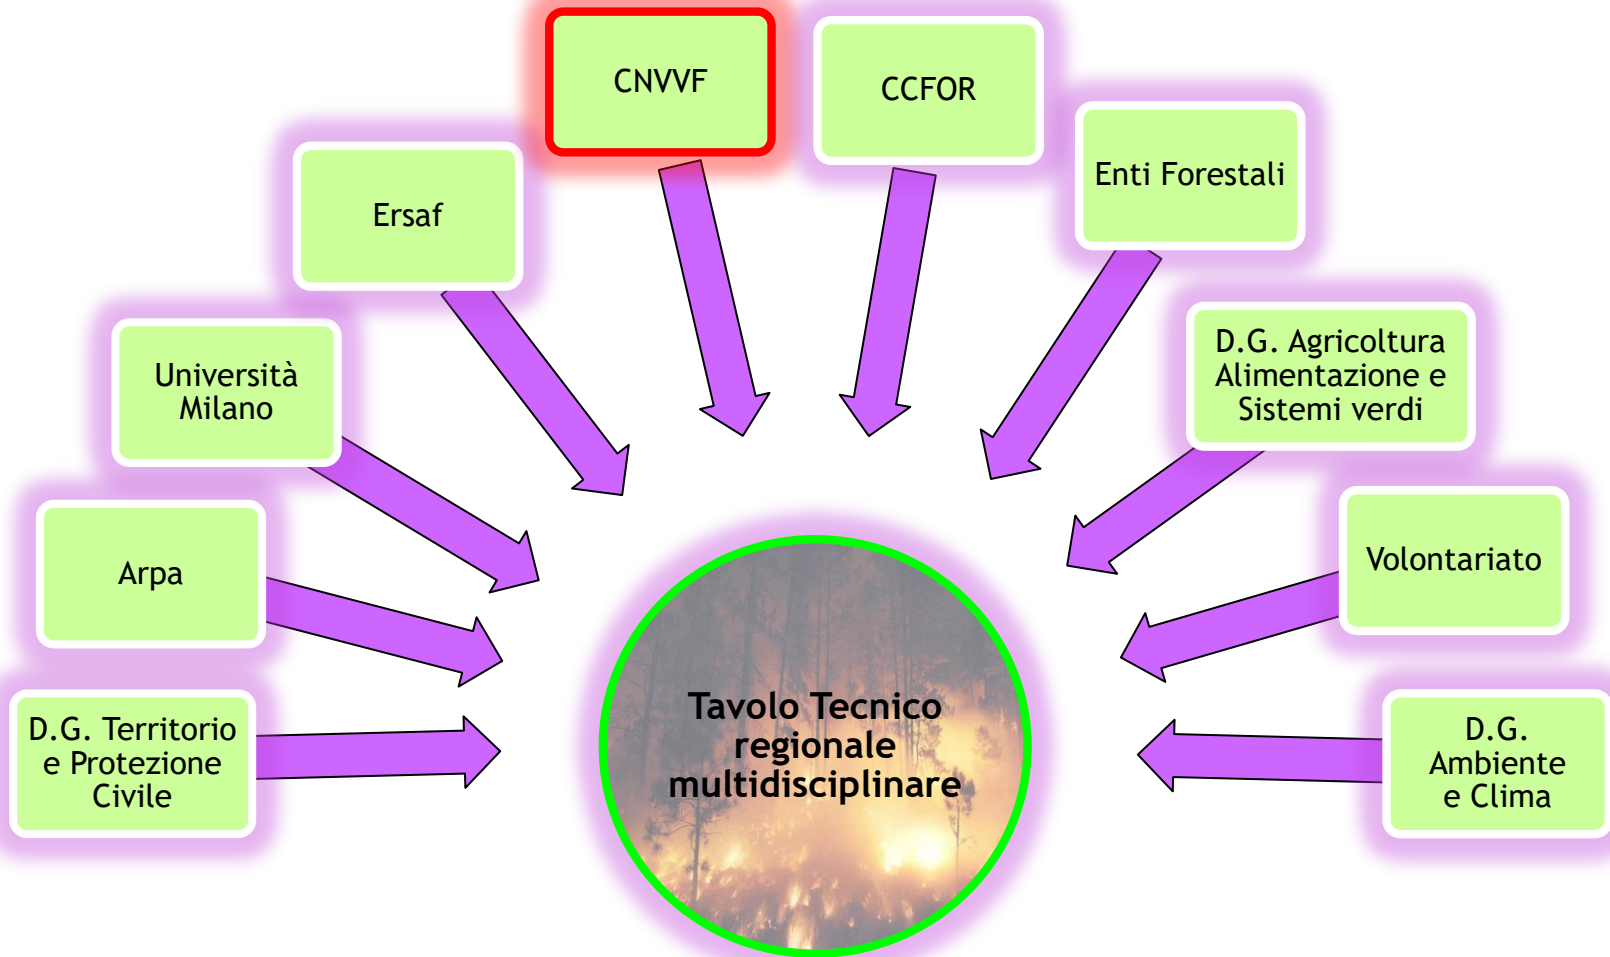 CNVVF
CCFOR
Enti Forestali
Ersaf
D.G. Agricoltura
Alimentazione e
Sistemi verdi
Università
Milano
Volontariato
Arpa
D.G. Territorio
e Protezione
Civile
Tavolo Tecnico
regionale
multidisciplinare
D.G.
Ambiente
e Clima